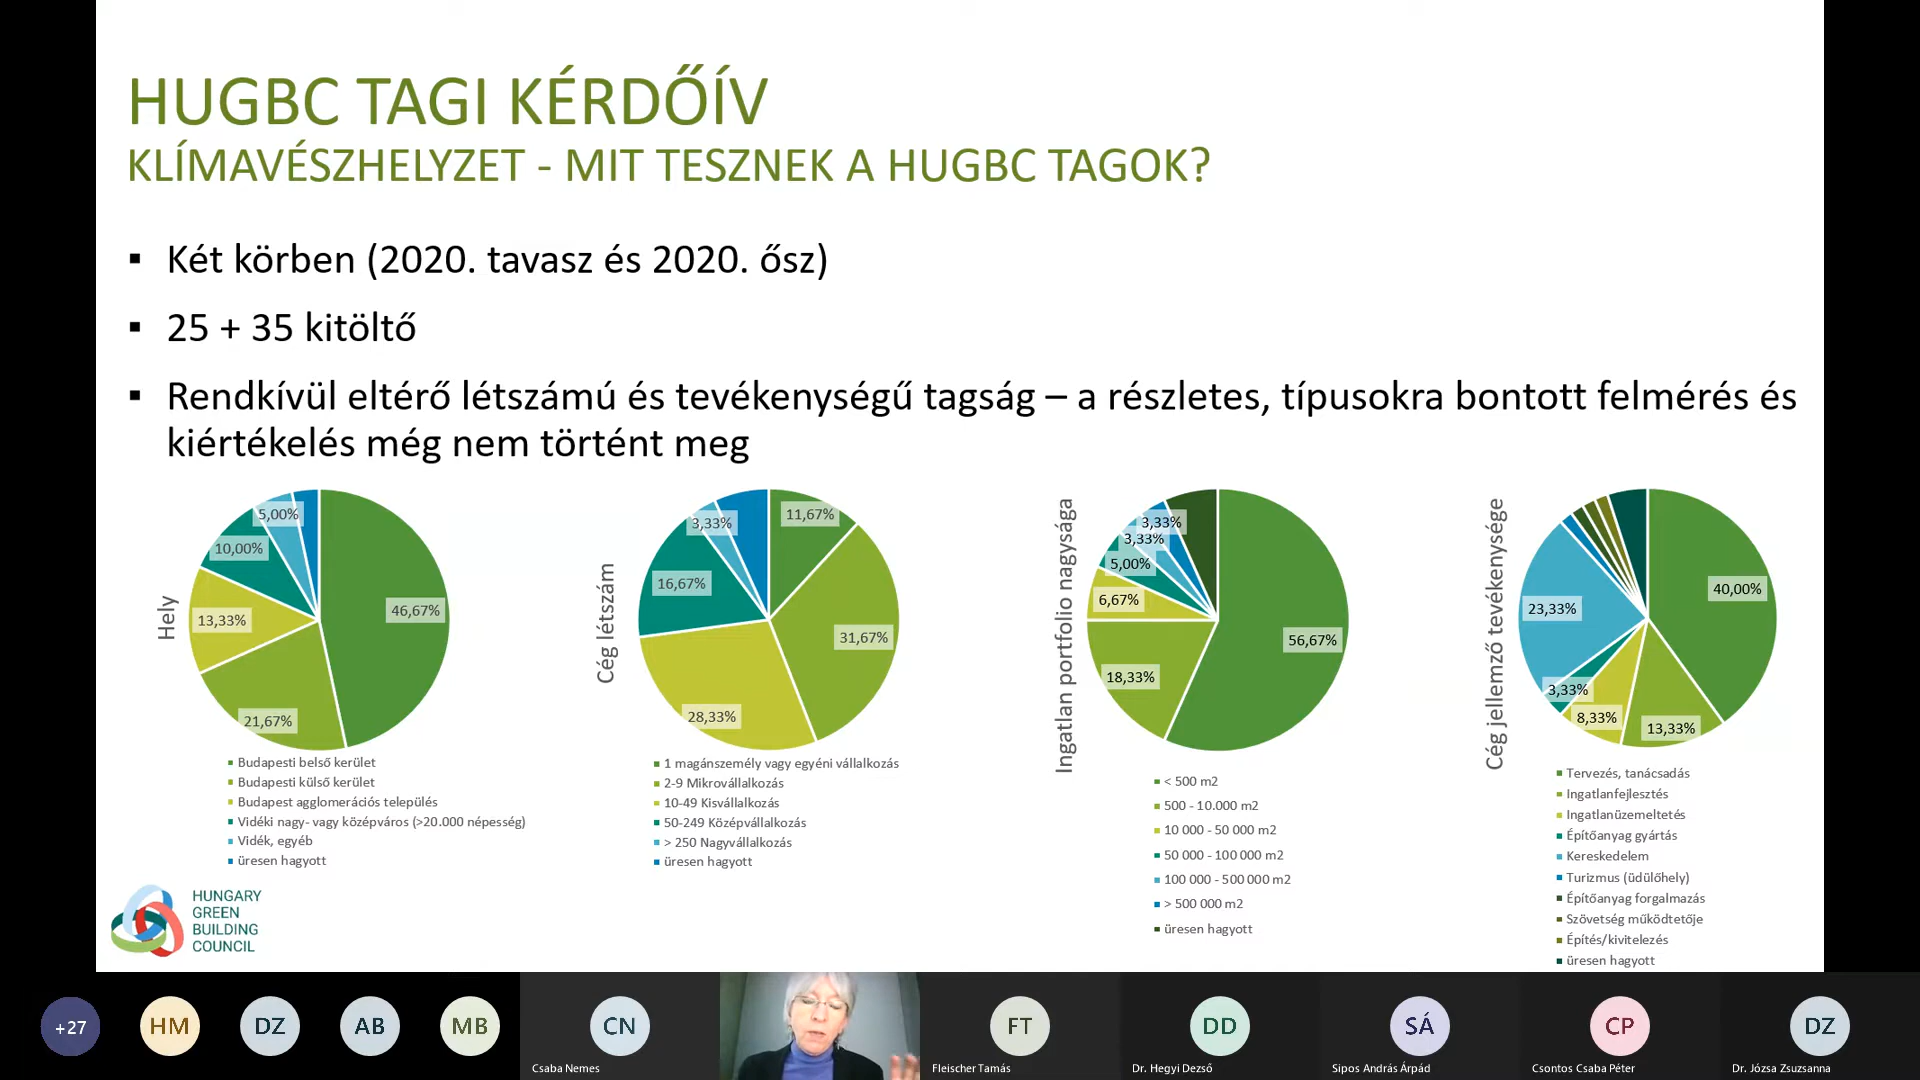 HUGBC TAGI KÉRDŐÍV
KLÍMAVÉSZHELYZET - MIT TESZNEK A HUGBC TAGOK?
▪ Két körben (2020. tavasz és 2020. ősz)
▪ 25 + 35 kitöltő
▪ Rendkívül eltérő létszámú és tevékenységű tagság – a részletes, típusokra bontott felmérés és
kiértékelés még nem történt meg
Hely
5,00%
10,00%
13,33%
46,67%
21,67%
Budapesti belső kerület
Budapesti külső kerület
Budapest agglomerációs település
Vidéki nagy- vagy középváros (>20.000 népesség)
Vidék, egyéb
üresen hagyott
Cég létszám
3,33%
11,67%
16,67%
31,67%
28,33%
1 magánszemély vagy egyéni vállalkozás
2-9 Mikrovállalkozás
10-49 Kisvállalkozás
50-249 Középvállalkozás
> 250 Nagyvállalkozás
üresen hagyott
Ingatlan portfolio nagysága
3,33%
3,33%
5,00%
6,67%
56,67%
18,33%
< 500 m2
500 - 10.000 m2
10 000 - 50 000 m2
50 000 - 100 000 m2
100 000 - 500 000 m2
> 500 000 m2
üresen hagyott
Cég jellemző tevékenysége
40,00%
23,33%
3,33%
8,33%
13,33%
Tervezés, tanácsadás
Ingatlanfejlesztés
Ingatlanüzemeltetés
Építőanyag gyártás
Kereskedelem
Turizmus (üdülőhely)
Építőanyag forgalmazás
Szövetség működtetője
Építés/kivitelezés
üresen hagyott
HUNGARY
GREEN
BUILDING
COUNCIL
+27
HM
DZ
AB
MB
CN
FT
DD
SÁ
CP
DZ
Csaba Nemes
Fleischer Tamás
Dr. Hegyi Dezső
Sipos András Árpád
Csontos Csaba Péter
Dr. Józsa Zsuzsanna